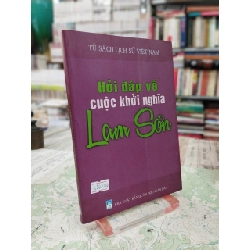 TỦ SÁCH LỊCH SỬ VIỆT NAM
Hỏi đáp về
cuộc khởi nghĩa
Lam Sơn